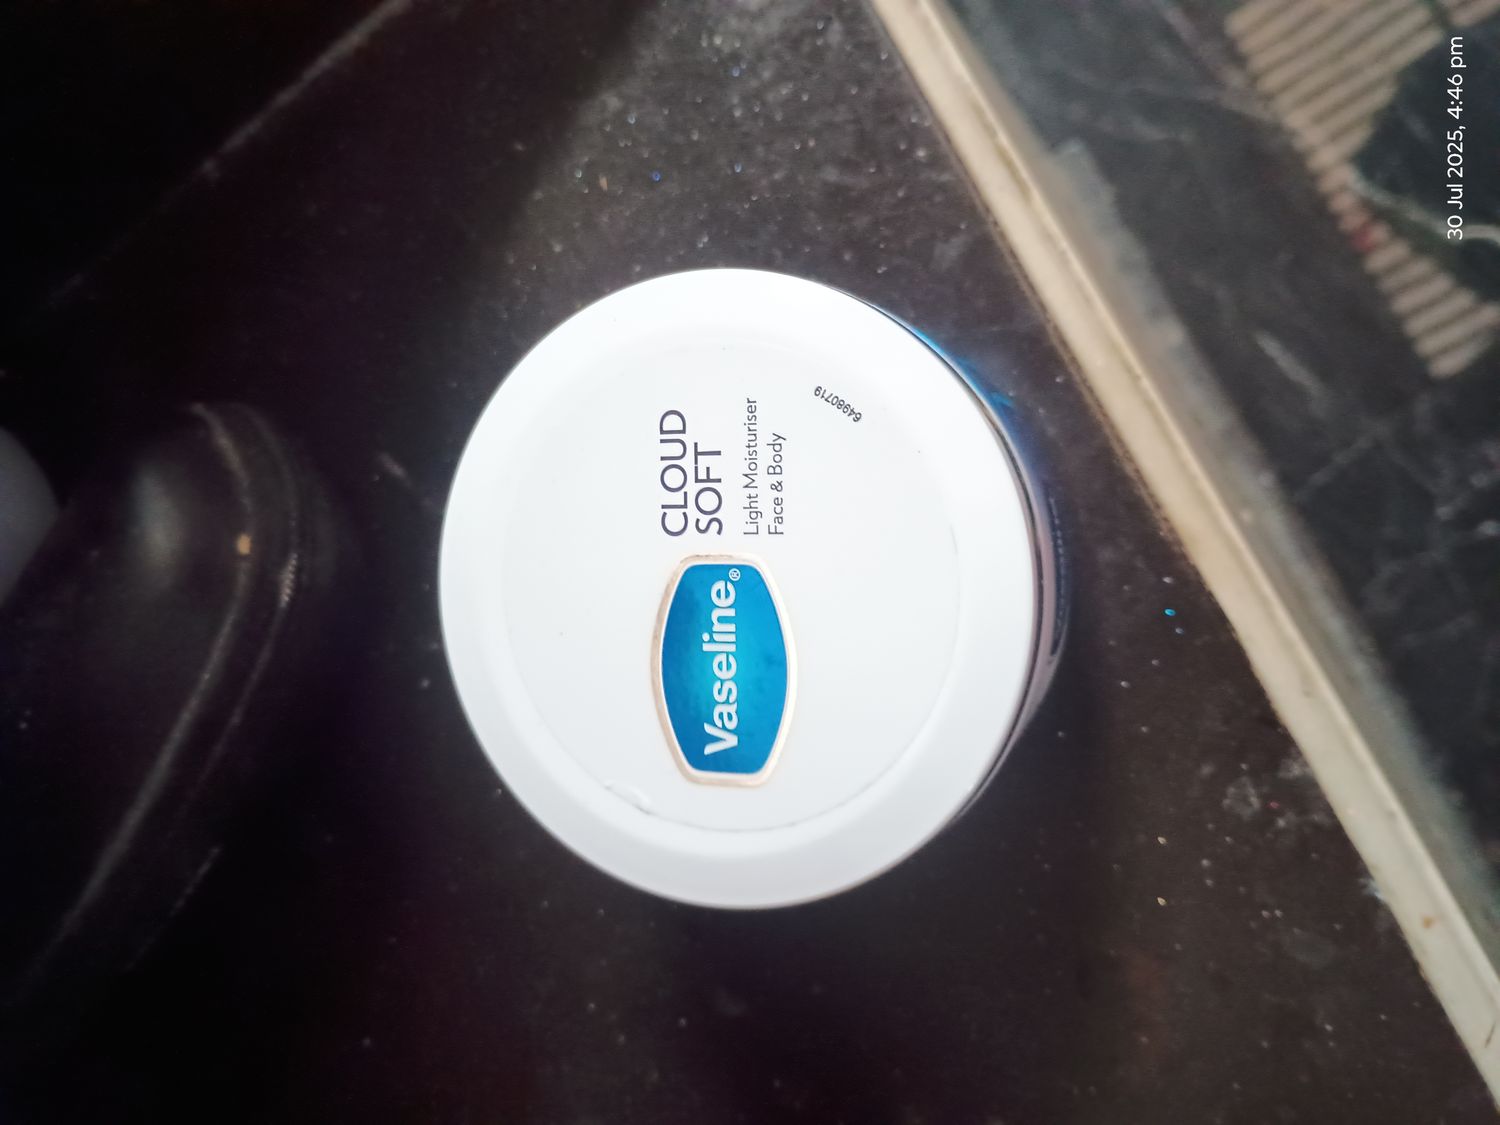 Vaseline®
CLOUD
SOFT
Light Moisturiser
Face & Body
64980719
30 Jul 2025, 4:46 pm